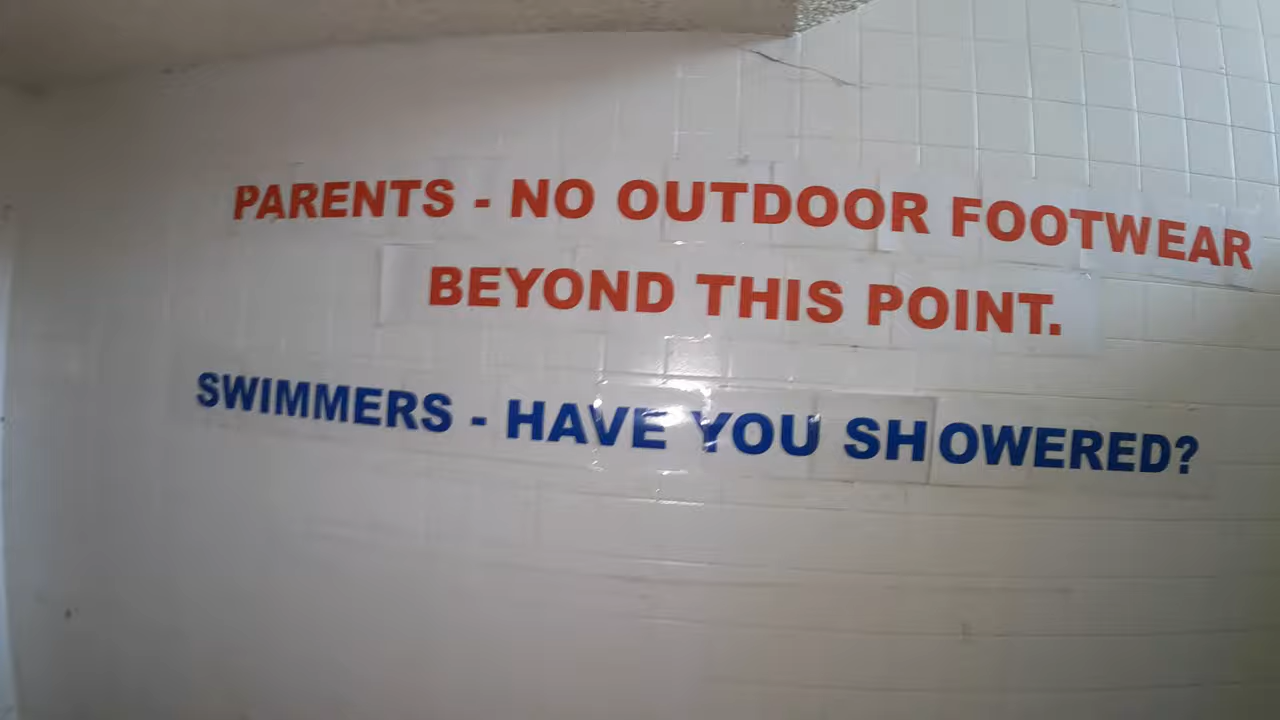 PARENTS - NO OUTDOOR FOOTWEAR
BEYOND THIS POINT.
SWIMMERS - HAVE YOU SHOWERED?